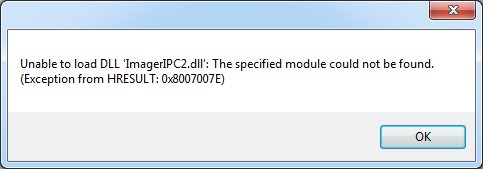 Unable to load DLL 'ImagerIPC2.dll': The specified module could not be found.
(Exception from HRESULT: 0x8007007E)
OK